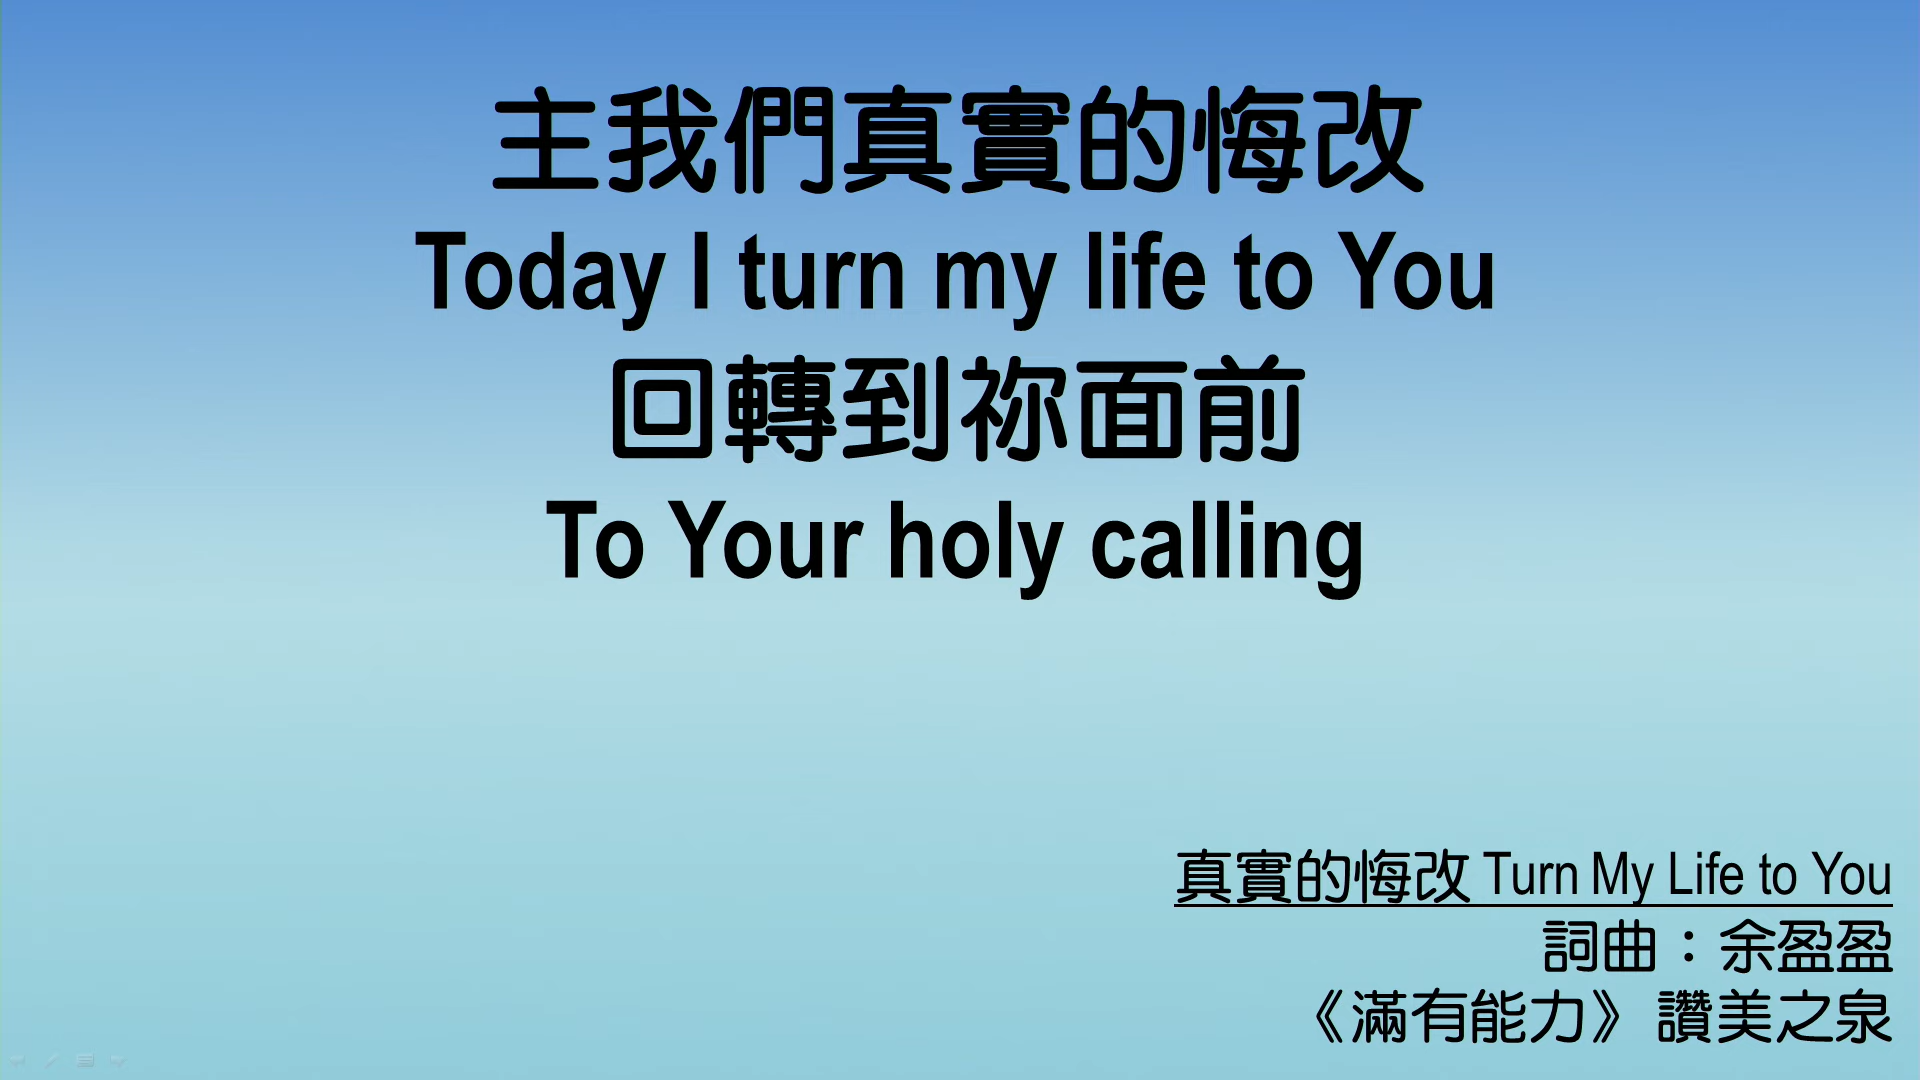 主我們真實的悔改
Today I turn my life to You
回轉到祢面前
To Your holy calling
真實的悔改 Turn My Life to You
詞曲：余盈盈
《滿有能力》 讚美之泉